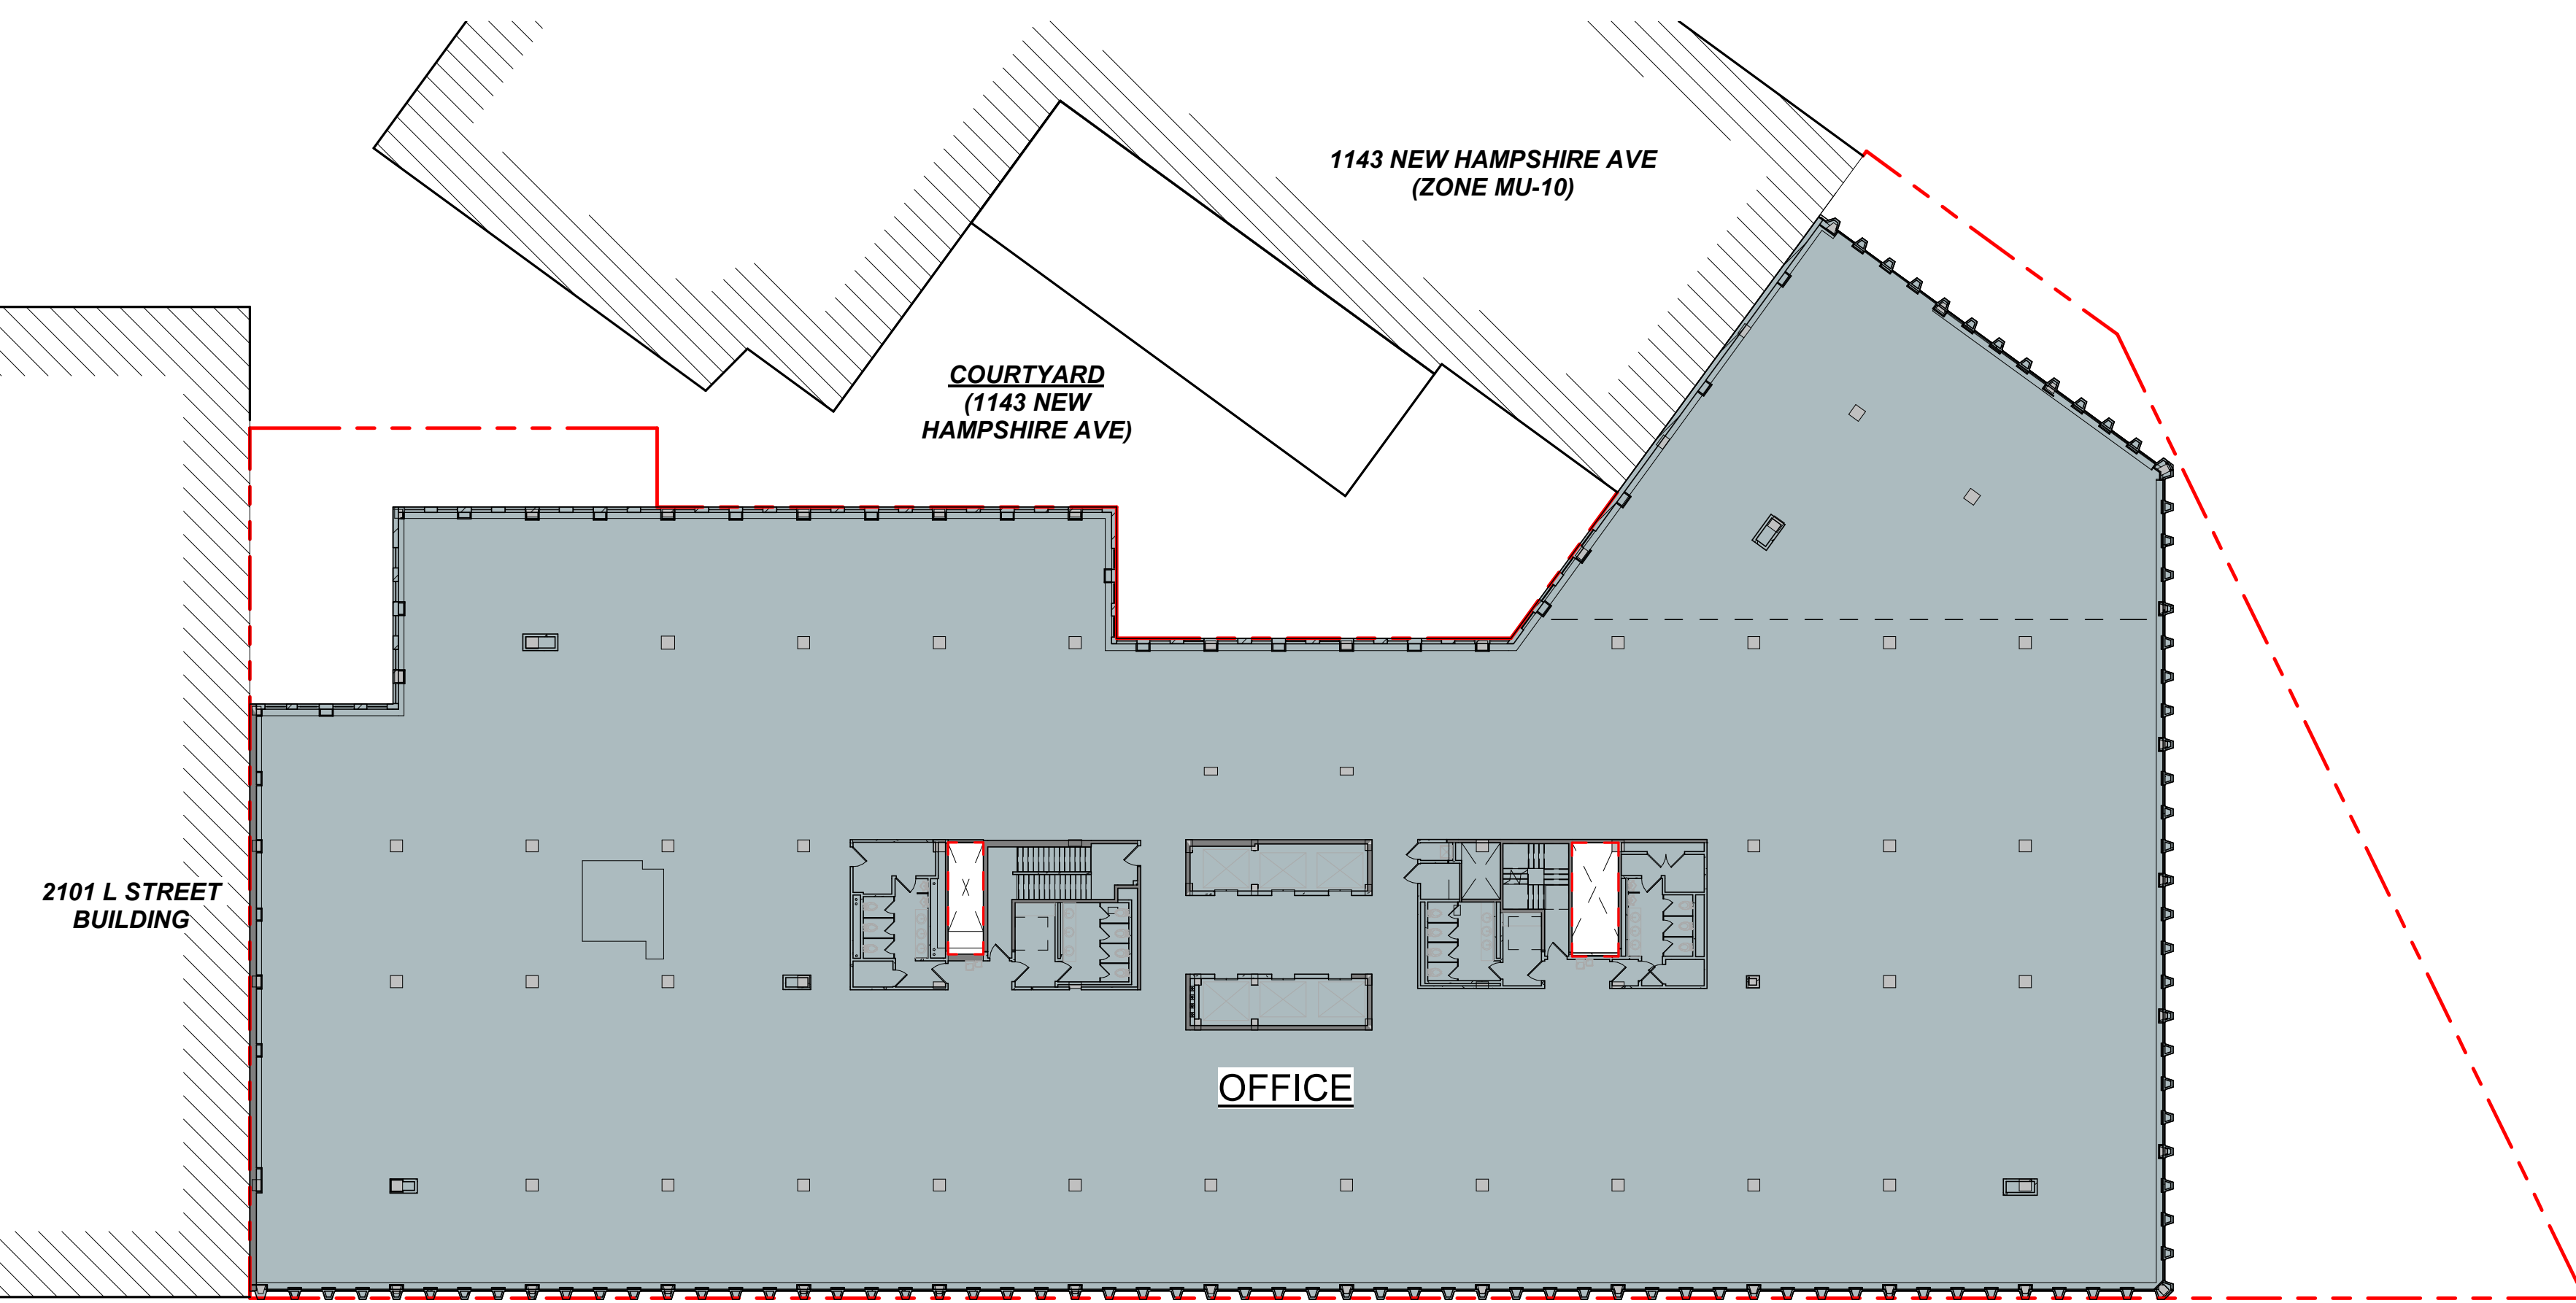 1143 NEW HAMPSHIRE AVE
(ZONE MU-10)
COURTYARD
(1143 NEW
HAMPSHIRE AVE)
2101 L STREET
BUILDING
OFFICE